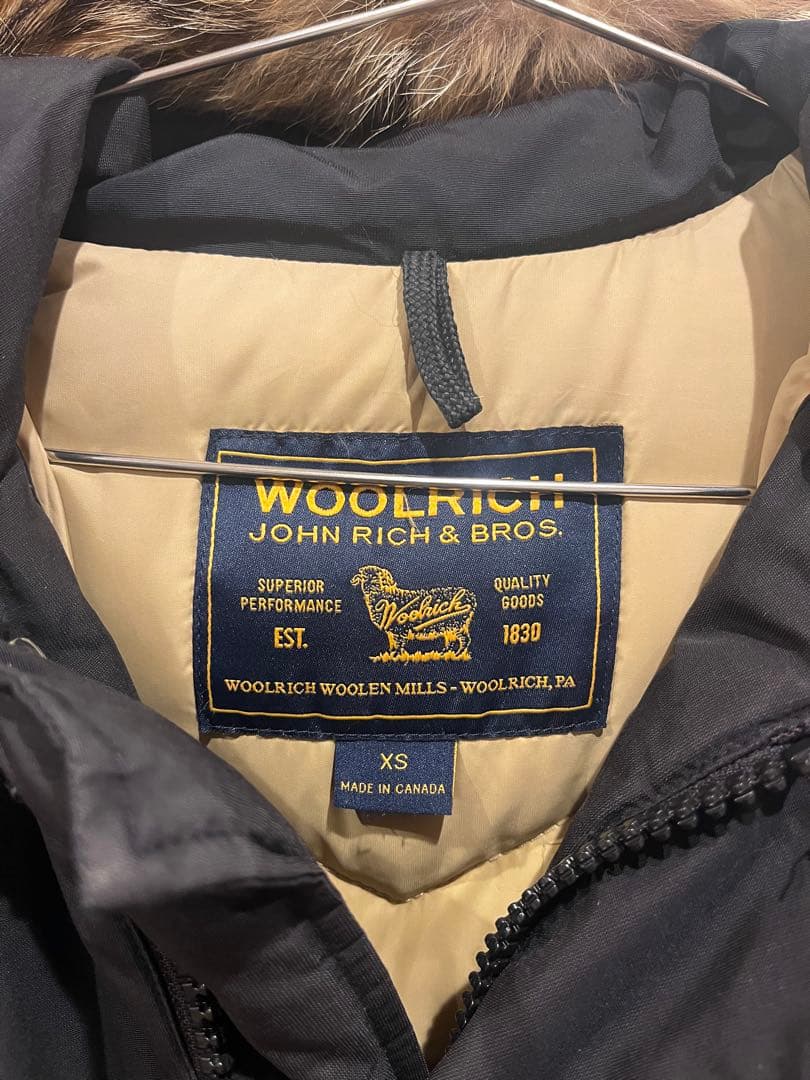 WOOLRICH
JOHN RICH & BROS.
SUPERIOR
PERFORMANCE
EST.
Woolrich
QUALITY
GOODS
1830
WOOLRICH WOOLEN MILLS - WOOLRICH, PA
XS
MADE IN CANADA